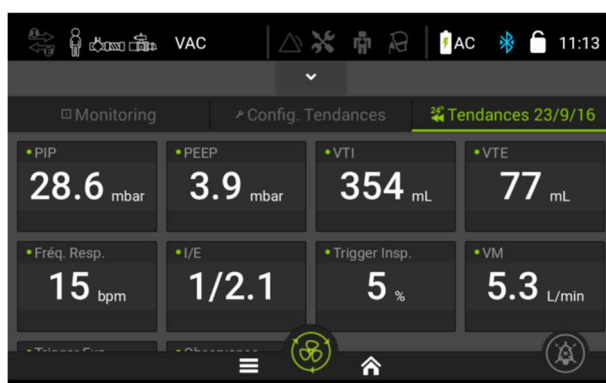 VAC AC 11:13
Monitoring Config. Tendances 24h Tendances 23/9/16
PIP PEEP VTI VTE
28.6 mbar 3.9 mbar 354 mL 77 mL
Fréq. Resp. I/E Trigger Insp. VM
15 bpm 1/2.1 5 % 5.3 L/min